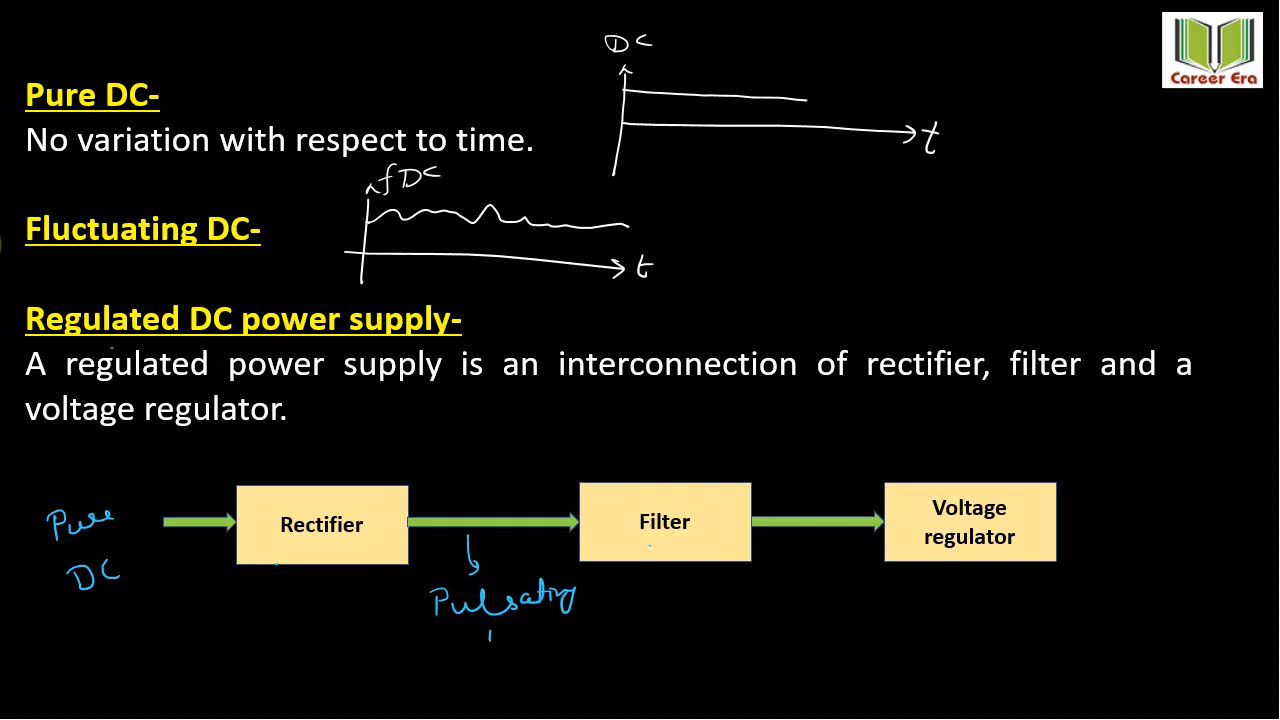 DC
Career Era
Pure DC-
No variation with respect to time.
t
f DC
Fluctuating DC-
t
Regulated DC power supply-
A regulated power supply is an interconnection of rectifier, filter and a
voltage regulator.
Pure
DC
Rectifier
Pulsating
Filter
Voltage
regulator